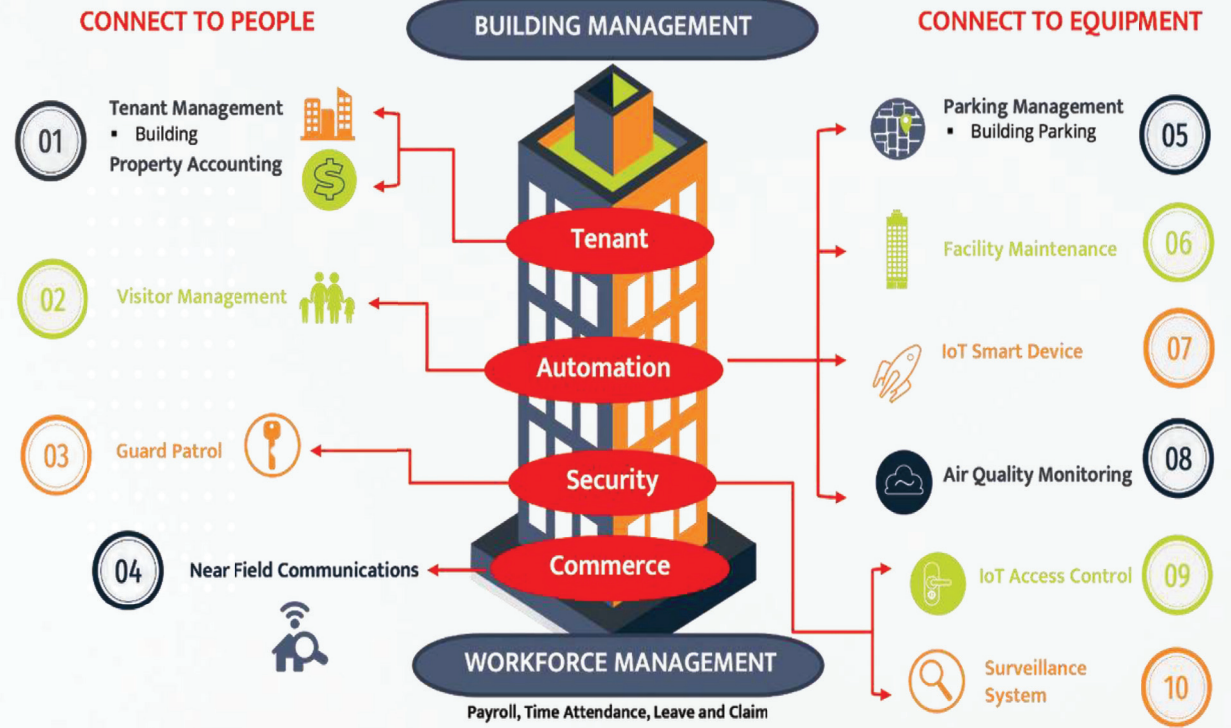 CONNECT TO PEOPLE
BUILDING MANAGEMENT
CONNECT TO EQUIPMENT
01
Tenant Management
▪ Building
Property Accounting
$
02
Visitor Management
03
Guard Patrol
04
Near Field Communications
Tenant
Automation
Security
Commerce
Parking Management
▪ Building Parking
05
Facility Maintenance
06
IoT Smart Device
07
Air Quality Monitoring
08
IoT Access Control
09
Surveillance
System
10
WORKFORCE MANAGEMENT
Payroll, Time Attendance, Leave and Claim